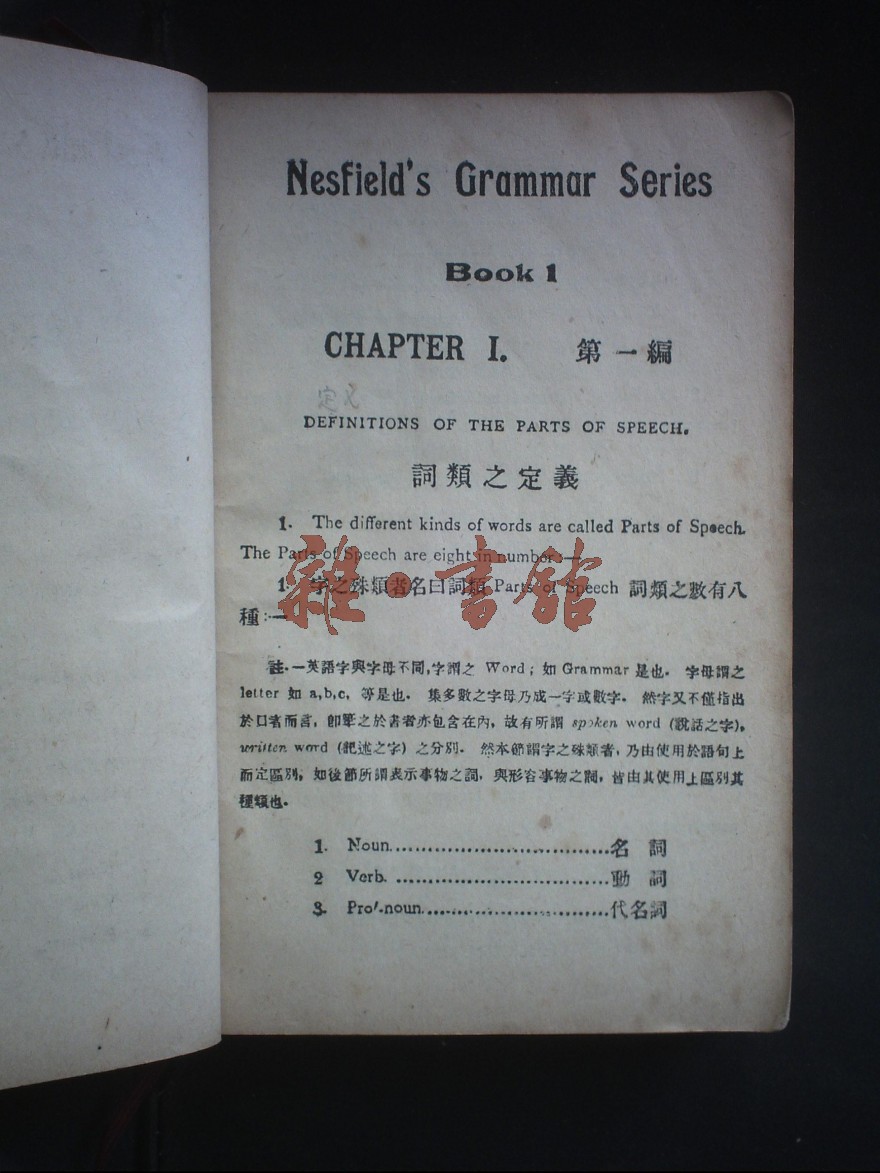 Nesfield's Grammar Series
Book 1
CHAPTER I. 第一編
定义
DEFINITIONS OF THE PARTS OF SPEECH.
詞類之定義
1. The different kinds of words are called Parts of Speech.
The Parts of Speech are eight in number:—
1. 字之殊類者名曰詞類 Parts of Speech 詞類之數有八
種:—
雜·書館
註.—英語字與字母不同,字謂之 Word; 如 Grammar 是也. 字母謂之
letter 如 a,b,c, 等是也. 集多數之字母乃成一字或數字. 然字又不僅指出
於口者而言, 卽筆之於書者亦包含在內, 故有所謂 spoken word (說話之字),
written word (記述之字) 之分別. 然本節謂字之殊類者, 乃由使用於語句上
而定區別, 如後節所謂表示事物之詞, 與形容事物之詞, 皆由其使用上區別其
種類也.
1. Noun..................................名 詞
2 Verb. .................................動 詞
3. Pro'-noun.............................代名詞